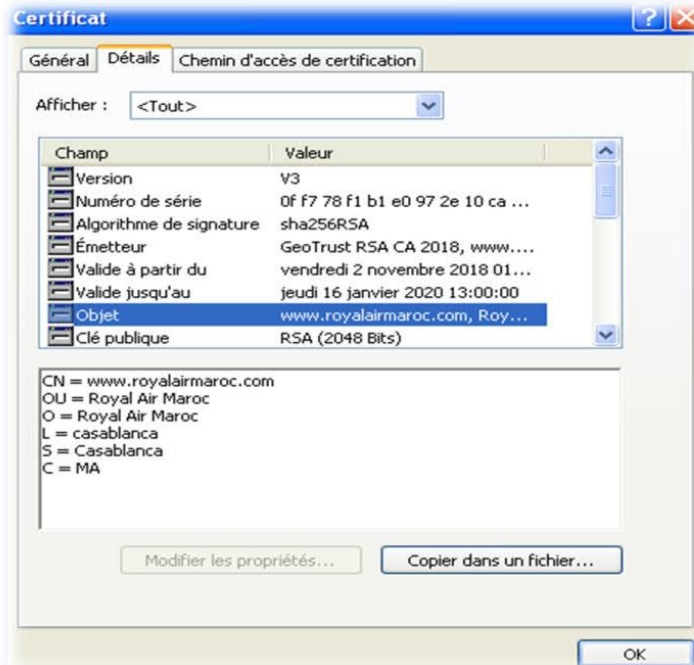 Certificat
Général Détails Chemin d'accès de certification
Afficher : <Tout>
Champ Valeur
Version V3
Numéro de série 0f f7 78 f1 b1 e0 97 2e 10 ca ...
Algorithme de signature sha256RSA
Émetteur GeoTrust RSA CA 2018, www....
Valide à partir du vendredi 2 novembre 2018 01...
Valide jusqu'au jeudi 16 janvier 2020 13:00:00
Objet www.royalairmaroc.com, Roy...
Clé publique RSA (2048 Bits)
CN = www.royalairmaroc.com
OU = Royal Air Maroc
O = Royal Air Maroc
L = casablanca
S = Casablanca
C = MA
Modifier les propriétés... Copier dans un fichier...
OK